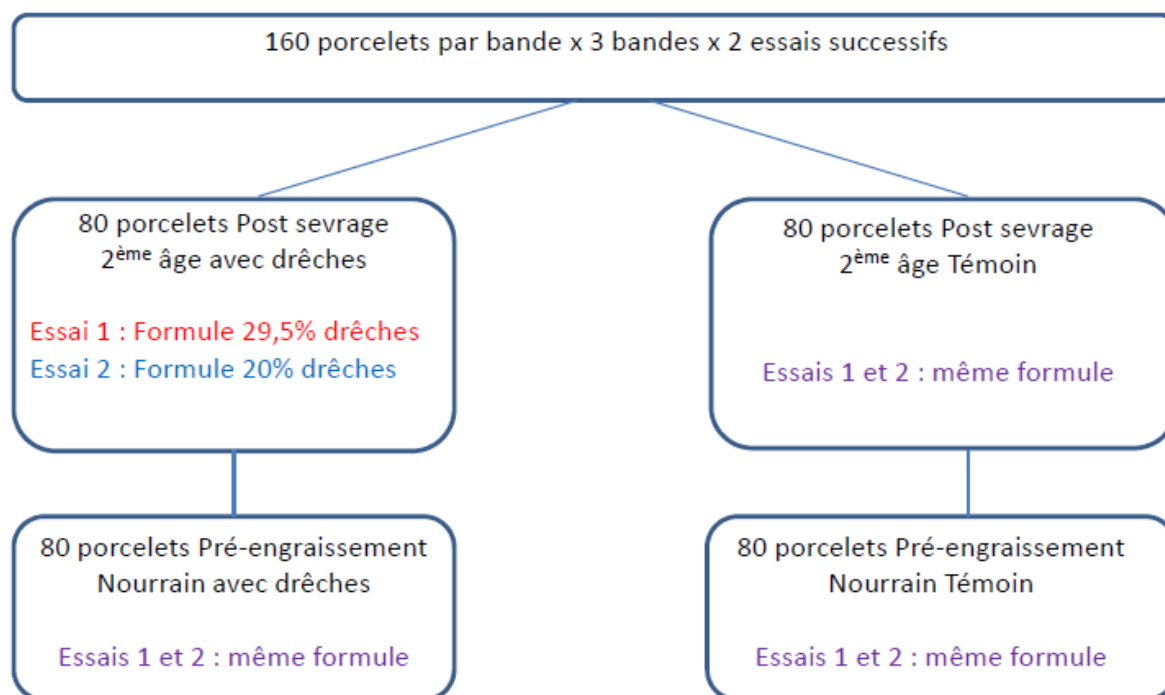 160 porcelets par bande x 3 bandes x 2 essais successifs
80 porcelets Post sevrage
2ème âge avec drêches
Essai 1 : Formule 29,5% drêches
Essai 2 : Formule 20% drêches
80 porcelets Post sevrage
2ème âge Témoin
Essais 1 et 2 : même formule
80 porcelets Pré-engraissement
Nourrain avec drêches
Essais 1 et 2 : même formule
80 porcelets Pré-engraissement
Nourrain Témoin
Essais 1 et 2 : même formule